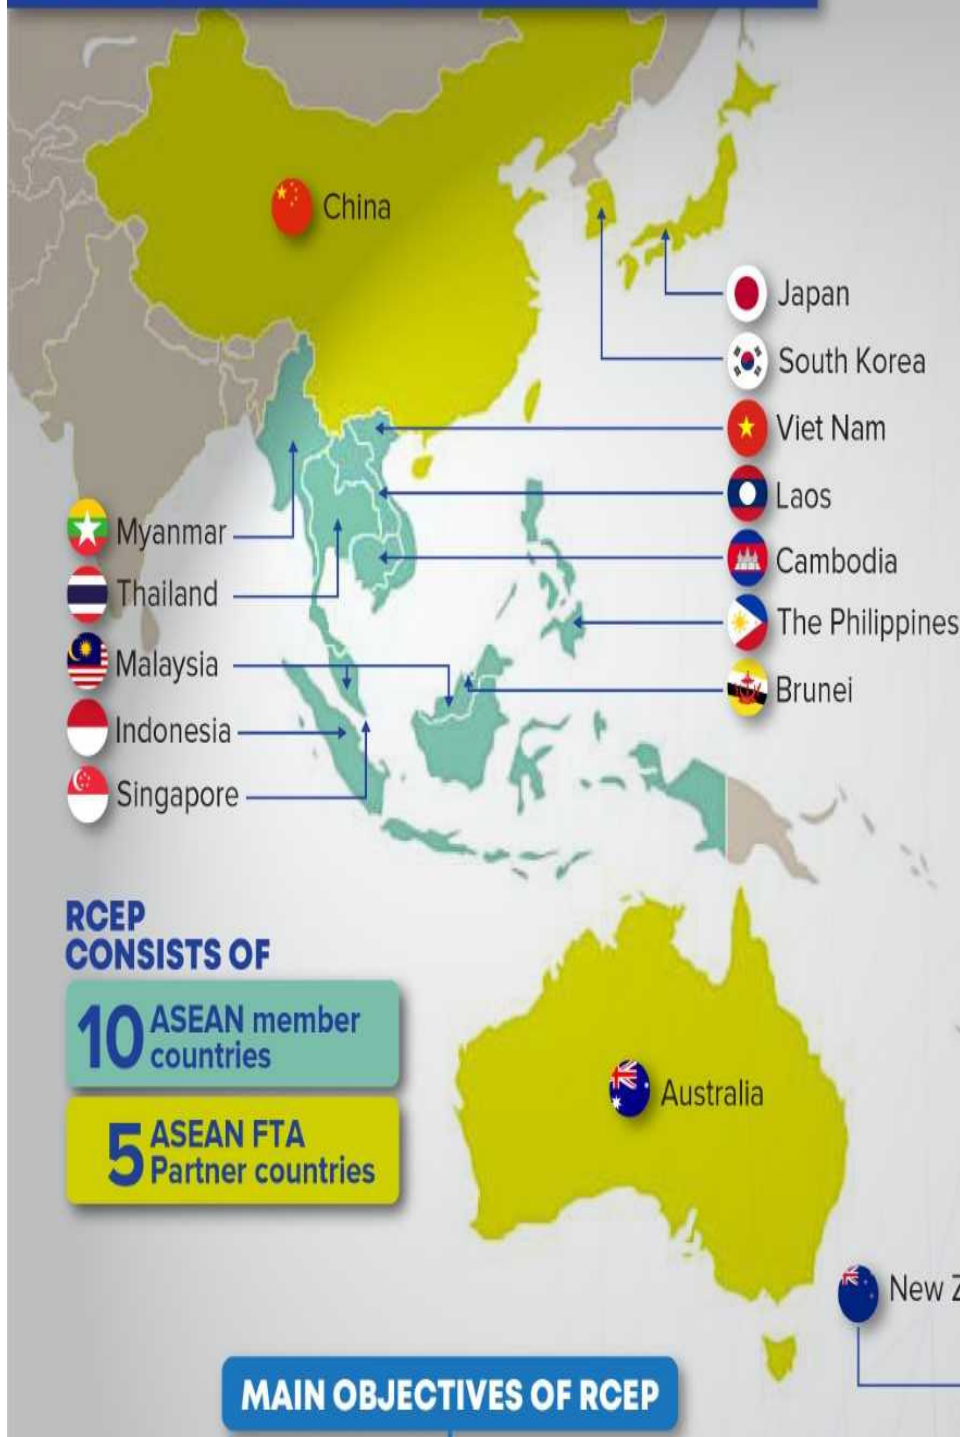 China
Japan
South Korea
Viet Nam
Laos
Cambodia
The Philippines
Brunei
Myanmar
Thailand
Malaysia
Indonesia
Singapore
RCEP
CONSISTS OF
10 ASEAN member
countries
5 ASEAN FTA
Partner countries
Australia
New
MAIN OBJECTIVES OF RCEP